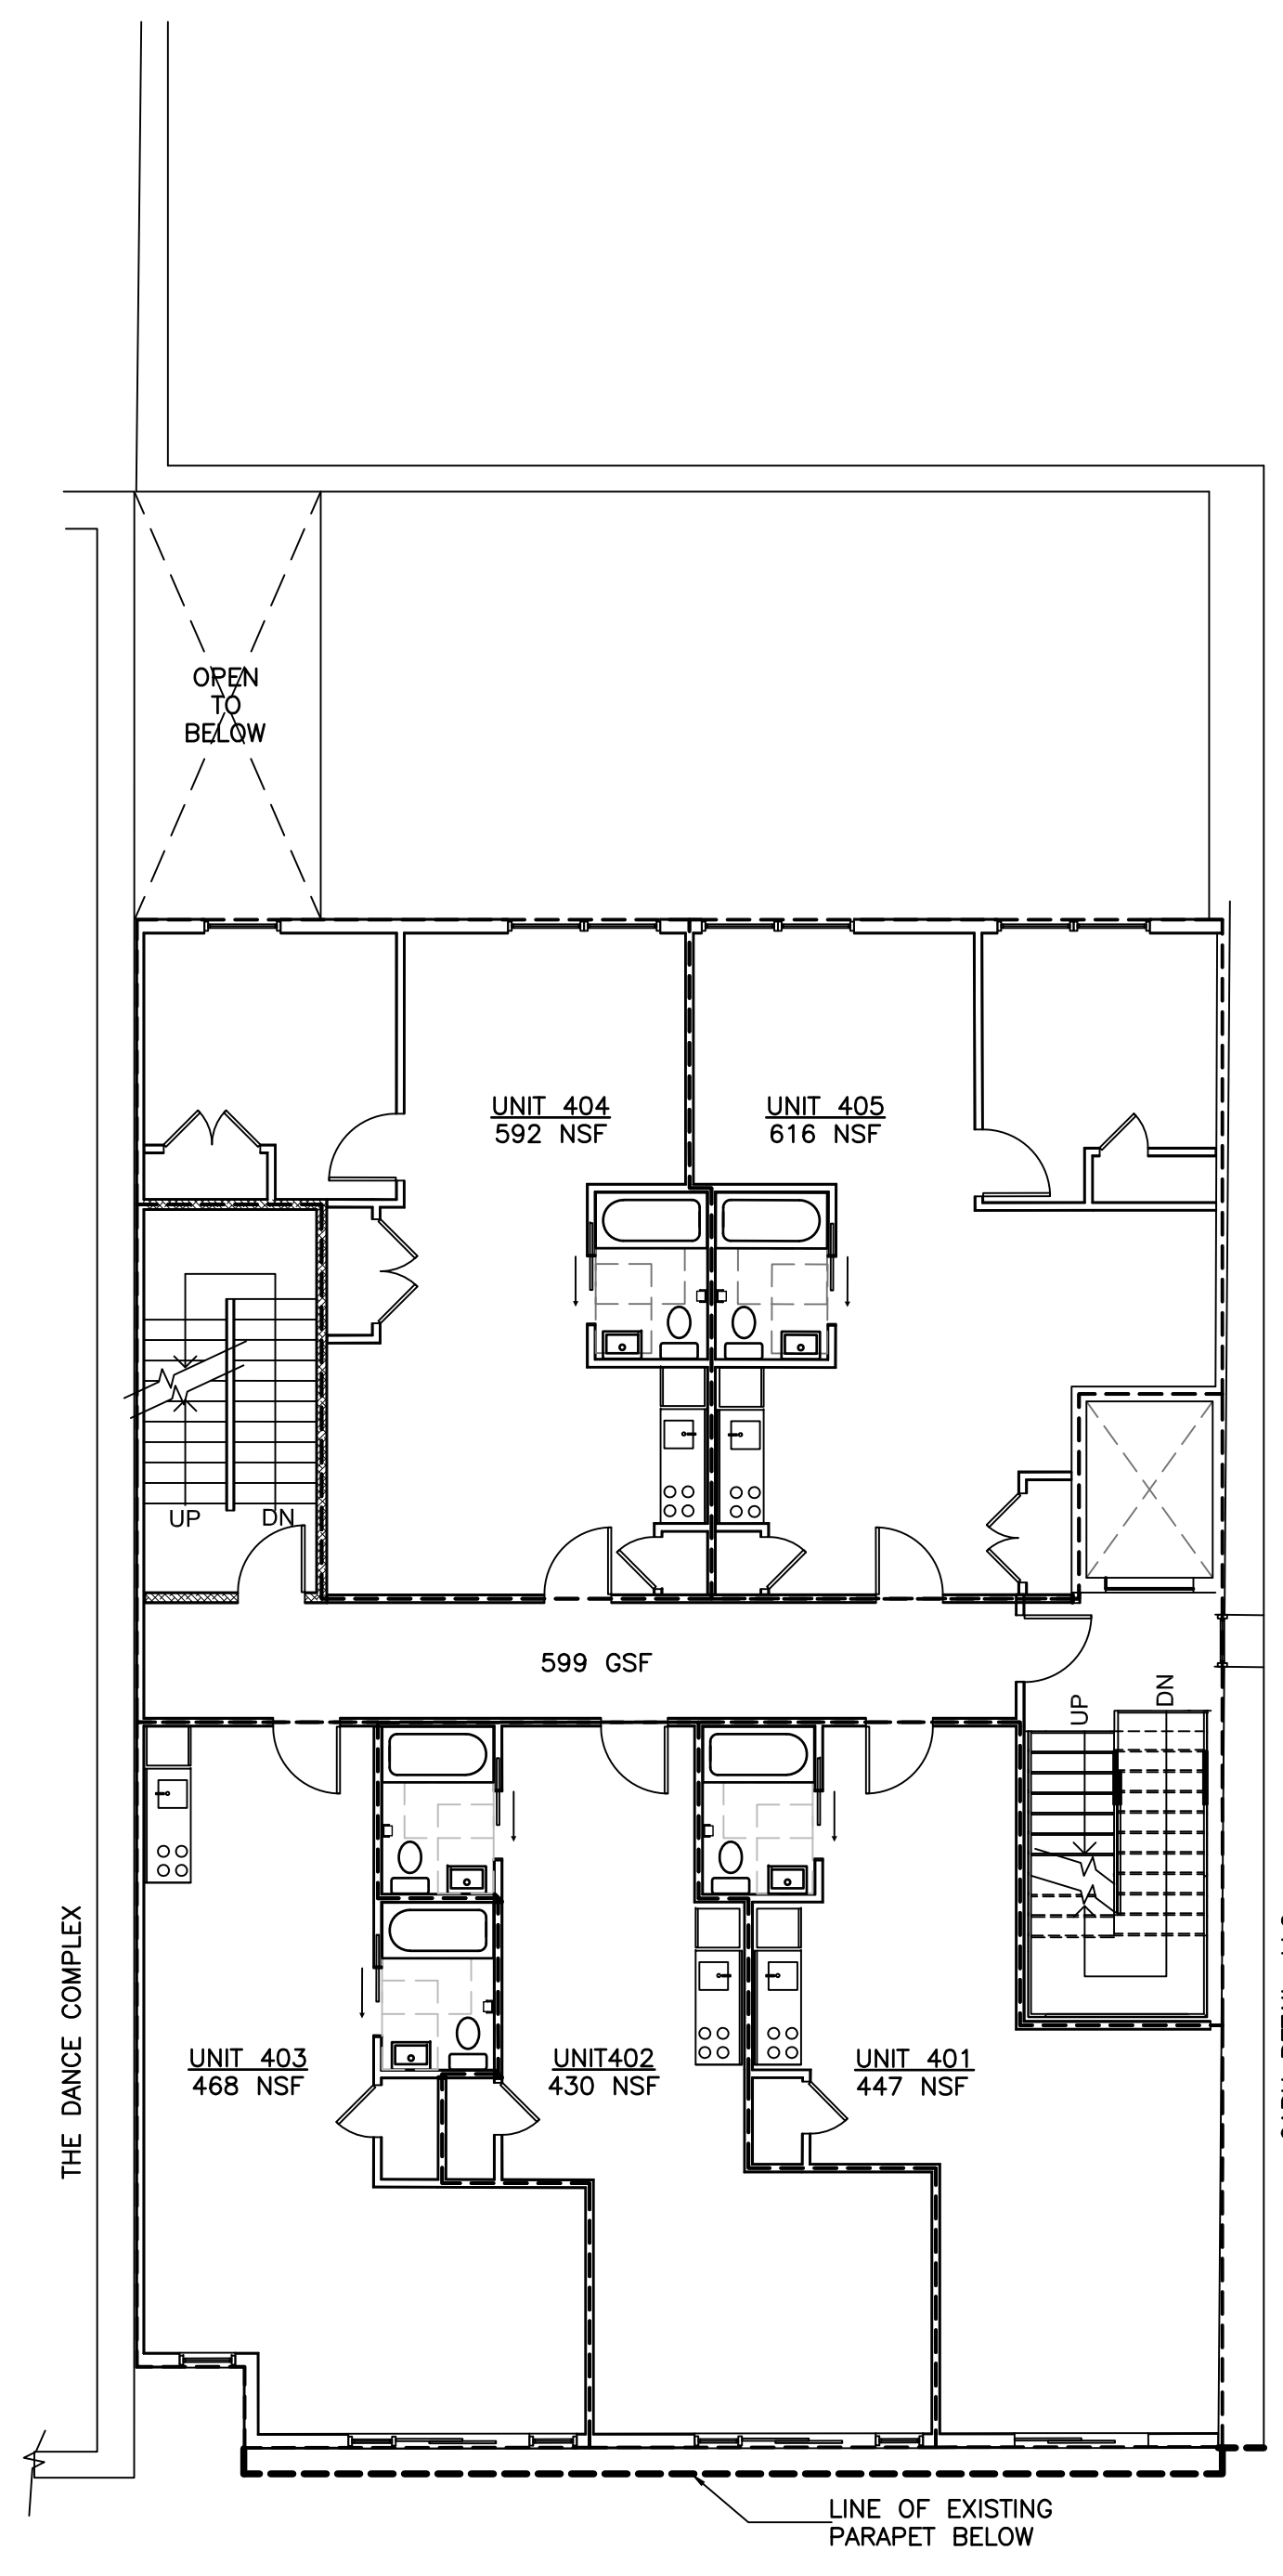 OPEN
TO
BELOW
UNIT 404
592 NSF
UNIT 405
616 NSF
UP
DN
599 GSF
UP
DN
THE DANCE COMPLEX
UNIT 403
468 NSF
UNIT402
430 NSF
UNIT 401
447 NSF
LINE OF EXISTING
PARAPET BELOW